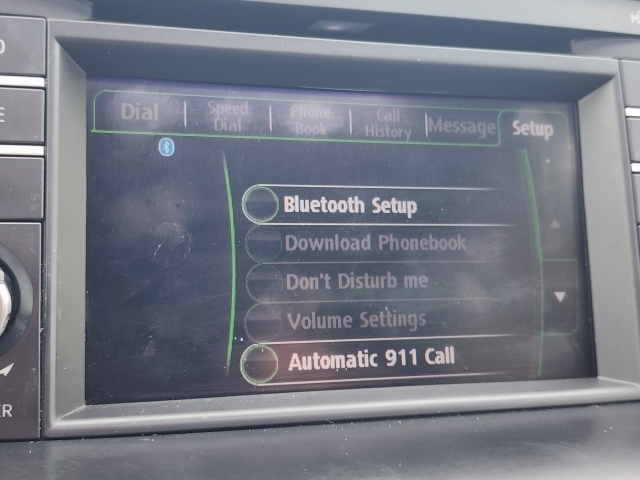 Dial
Speed
Dial
Phone
Book
Call
History
Message
Setup
Bluetooth Setup
Download Phonebook
Don't Disturb me
Volume Settings
Automatic 911 Call